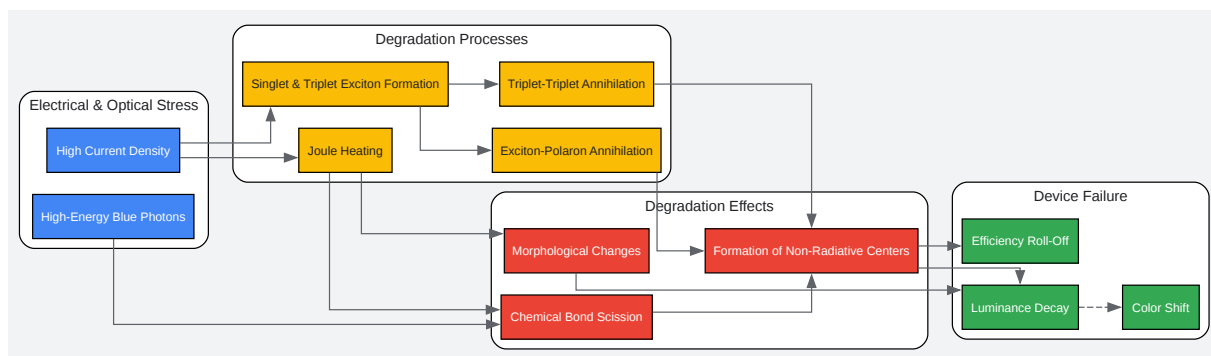 Degradation Processes
Singlet & Triplet Exciton Formation
Triplet-Triplet Annihilation
Electrical & Optical Stress
High Current Density
Joule Heating
Exciton-Polaron Annihilation
High-Energy Blue Photons
Degradation Effects
Device Failure
Morphological Changes
Formation of Non-Radiative Centers
Efficiency Roll-Off
Chemical Bond Scission
Luminance Decay
Color Shift